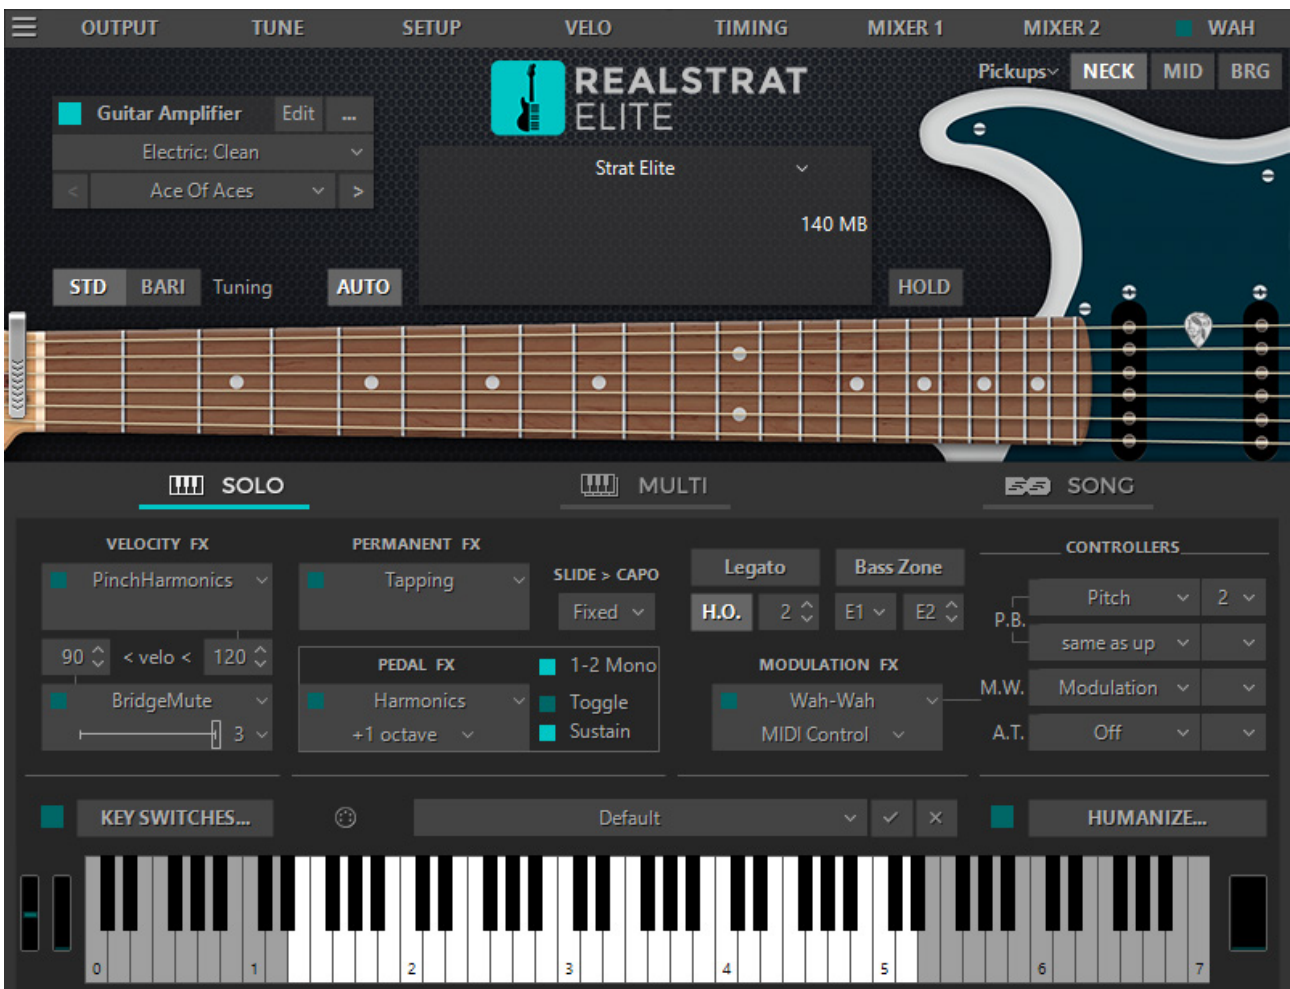 OUTPUT TUNE SETUP VELO TIMING MIXER 1 MIXER 2 WAH
REALSTRAT
ELITE
Pickups NECK MID BRG
Guitar Amplifier Edit ...
Electric: Clean
< Ace Of Aces >
Strat Elite
140 MB
STD BARI Tuning AUTO HOLD
SOLO MULTI SONG
VELOCITY FX PERMANENT FX CONTROLLERS
PinchHarmonics Tapping SLIDE > CAPO Legato Bass Zone
Fixed H.O. 2 E1 E2 P.B. Pitch 2
90 < velo < 120 same as up
PEDAL FX 1-2 Mono MODULATION FX
BridgeMute Harmonics Toggle Wah-Wah M.W. Modulation
3 +1 octave Sustain MIDI Control A.T. Off
KEY SWITCHES... Default HUMANIZE...
0 1 2 3 4 5 6 7